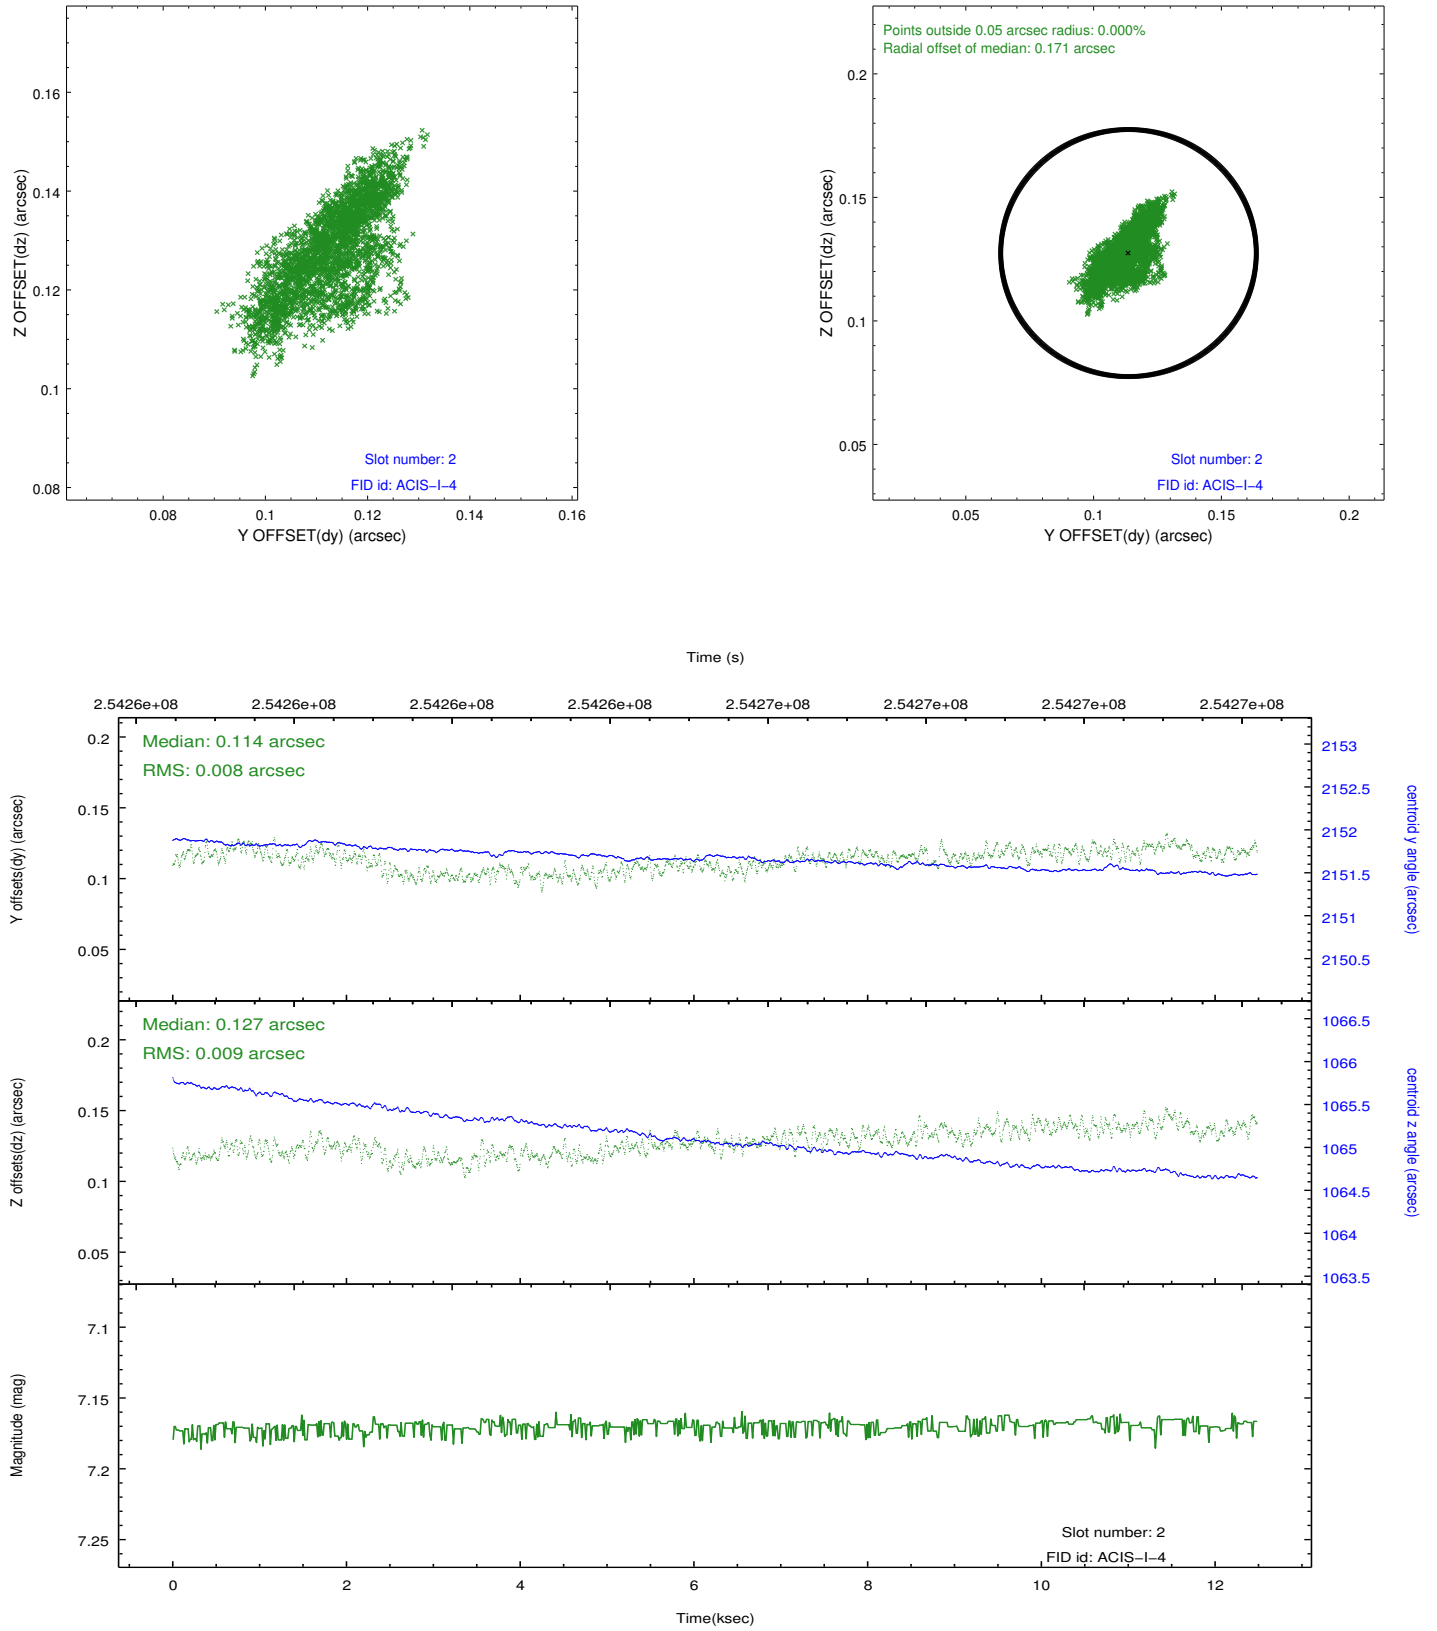 0.16
0.14
0.12
0.1
0.08
Z OFFSET(dz) (arcsec)
Slot number: 2
FID id: ACIS−I−4
0.08
0.1
0.12
0.14
0.16
Y OFFSET(dy) (arcsec)
Points outside 0.05 arcsec radius: 0.000%
Radial offset of median: 0.171 arcsec
0.2
0.15
0.1
0.05
Z OFFSET(dz) (arcsec)
Slot number: 2
FID id: ACIS−I−4
0.05
0.1
0.15
0.2
Y OFFSET(dy) (arcsec)
Time (s)
2.5426e+08
2.5426e+08
2.5426e+08
2.5426e+08
2.5427e+08
2.5427e+08
2.5427e+08
2.5427e+08
Median: 0.114 arcsec
RMS: 0.008 arcsec
0.2
0.15
0.1
0.05
Y offsets(dy) (arcsec)
2153
2152.5
2152
2151.5
2151
2150.5
centroid y angle (arcsec)
Median: 0.127 arcsec
RMS: 0.009 arcsec
0.2
0.15
0.1
0.05
Z offsets(dz) (arcsec)
1066.5
1066
1065.5
1065
1064.5
1064
1063.5
centroid z angle (arcsec)
7.1
7.15
7.2
7.25
Magnitude (mag)
Slot number: 2
FID id: ACIS−I−4
0
2
4
6
8
10
12
Time(ksec)